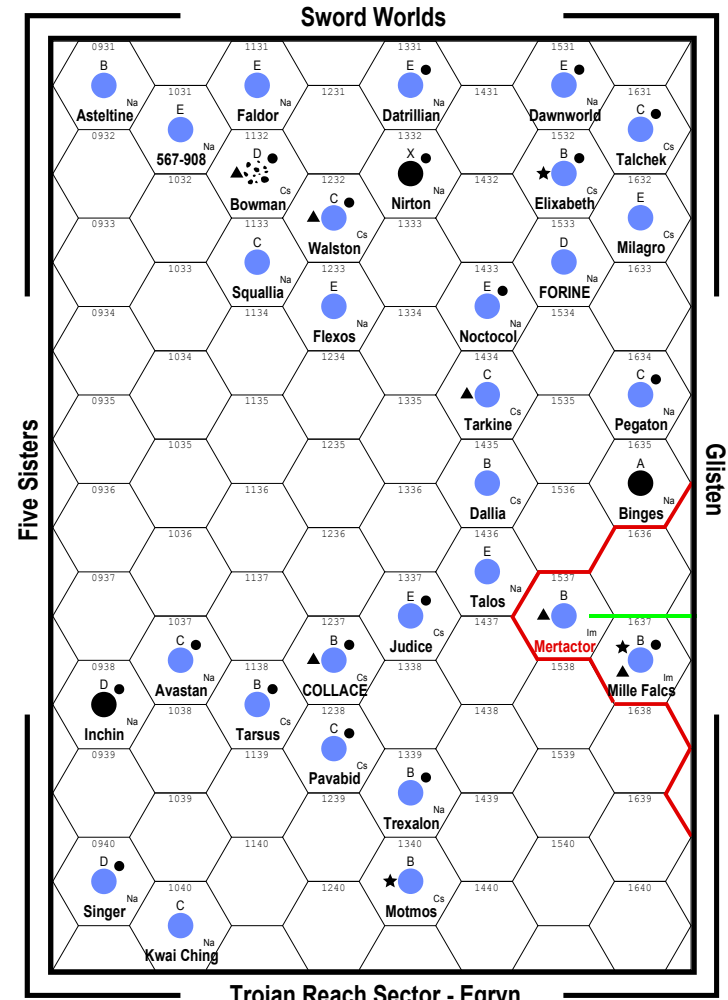 Sword Worlds
0931 1131 1331 1531
B E E E
Na Na Na Na
Asteltine Faldor Datrillian Dawnworld
1031 1231 1431 1631
E C
Na Cs
567-908 Talchek
0932 1132 1332 1532
D X B
Cs Na Cs
Bowman Nirton Elixabeth
1032 1232 1432 1632
C E
Cs Cs
Walston Milagro
0933 1133 1333 1533
C D
Na Na
Squallia FORINE
1033 1233 1433 1633
E E
Na Na
Flexos Noctocol
0934 1134 1334 1534
1034 1234 1434 1634
C C
Cs Na
Tarkine Pegaton
0935 1135 1335 1535
1035 1235 1435 1635
B A
Cs Na
Dallia Binges
0936 1136 1336 1536
1036 1236 1436 1636
E
Na
Talos
0937 1137 1337 1537
E B
Cs Im
Judice Mertactor
1037 1237 1437 1637
C B B
Na Cs Im
Avastan COLLACE Mille Falcs
0938 1138 1338 1538
D B
Na Cs
Inchin Tarsus
1038 1238 1438 1638
C
Cs
Pavabid
0939 1139 1339 1539
B
Na
Trexalon
1039 1239 1439 1639
0940 1140 1340 1540
D B
Na Cs
Singer Motmos
1040 1240 1440 1640
C
Na
Kwai Ching
Five Sisters
Glisten
Trojan Reach Sector - Egryn